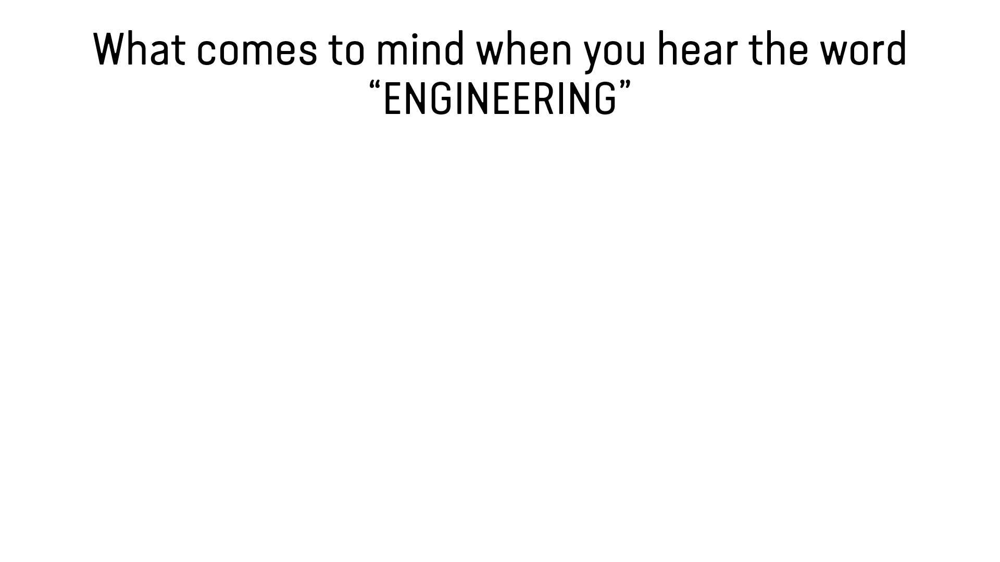 What comes to mind when you hear the word
“ENGINEERING”